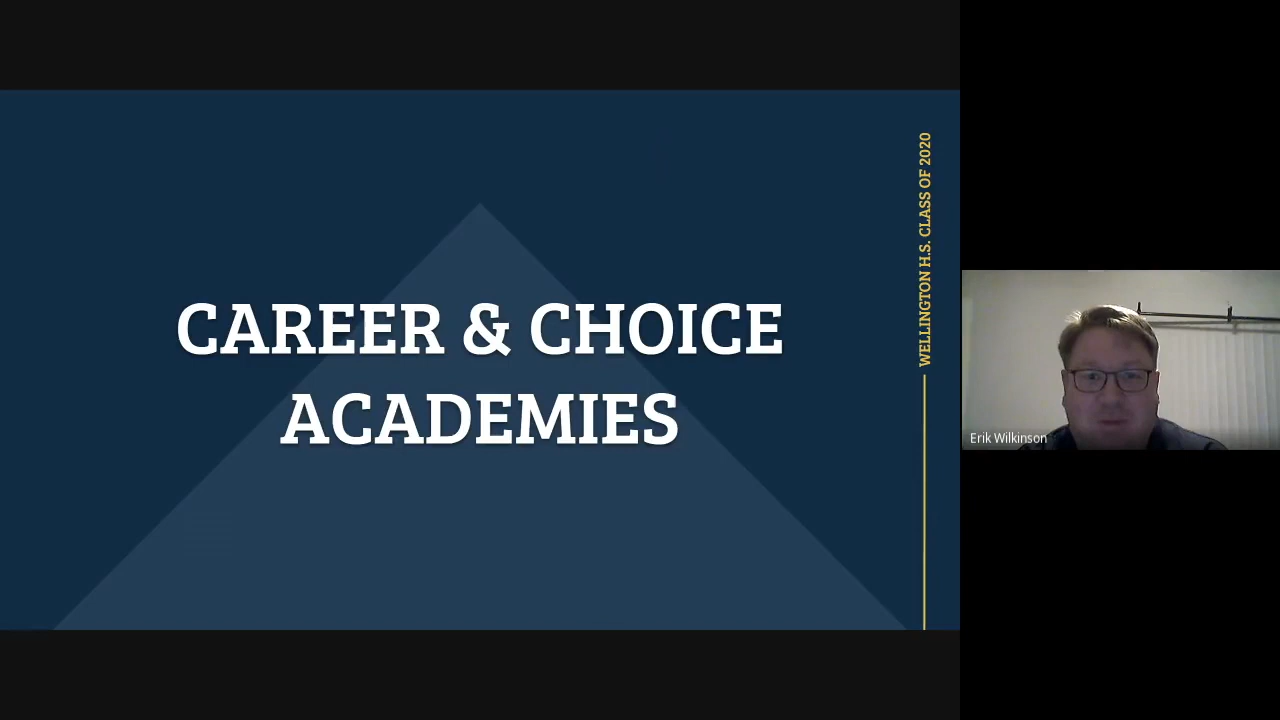 CAREER & CHOICE
ACADEMIES
WELLINGTON H.S. CLASS OF 2020
Erik Wilkinson